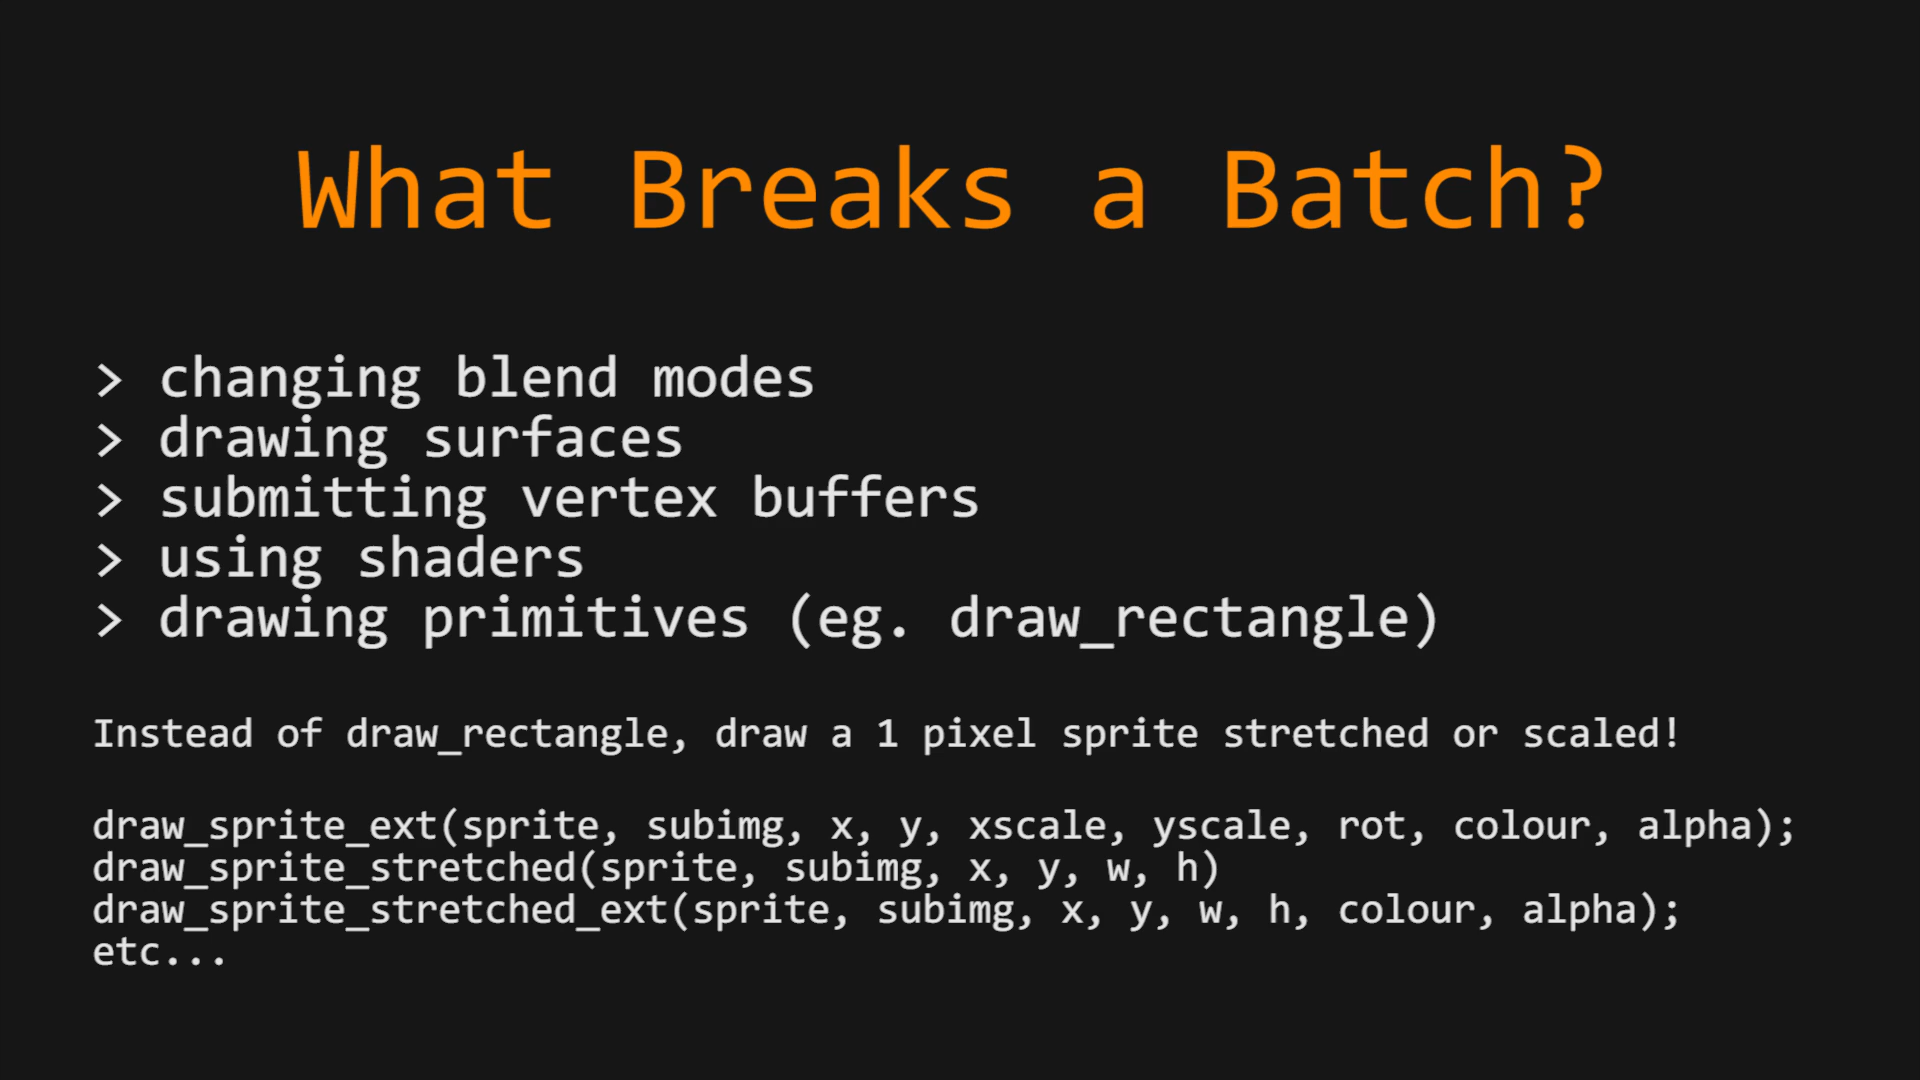 What Breaks a Batch?
> changing blend modes
> drawing surfaces
> submitting vertex buffers
> using shaders
> drawing primitives (eg. draw_rectangle)
Instead of draw_rectangle, draw a 1 pixel sprite stretched or scaled!
draw_sprite_ext(sprite, subimg, x, y, xscale, yscale, rot, colour, alpha);
draw_sprite_stretched(sprite, subimg, x, y, w, h)
draw_sprite_stretched_ext(sprite, subimg, x, y, w, h, colour, alpha);
etc...